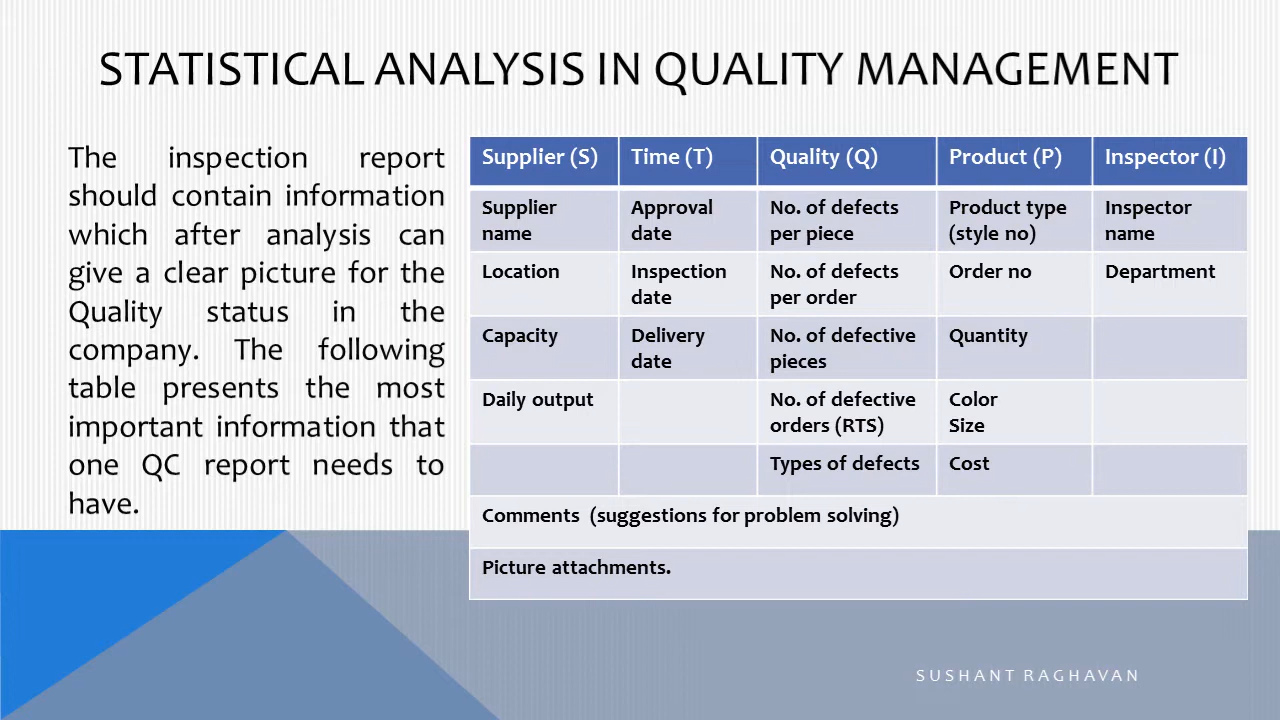 STATISTICAL ANALYSIS IN QUALITY MANAGEMENT
The inspection report
should contain information
which after analysis can
give a clear picture for the
Quality status in the
company. The following
table presents the most
important information that
one QC report needs to
have.
Supplier (S) Time (T) Quality (Q) Product (P) Inspector (I)
Supplier name Approval date No. of defects per piece Product type (style no) Inspector name
Location Inspection date No. of defects per order Order no Department
Capacity Delivery date No. of defective pieces Quantity
Daily output No. of defective orders (RTS) Color Size
Types of defects Cost
Comments (suggestions for problem solving)
Picture attachments.
SUSHANT RAGHAVAN